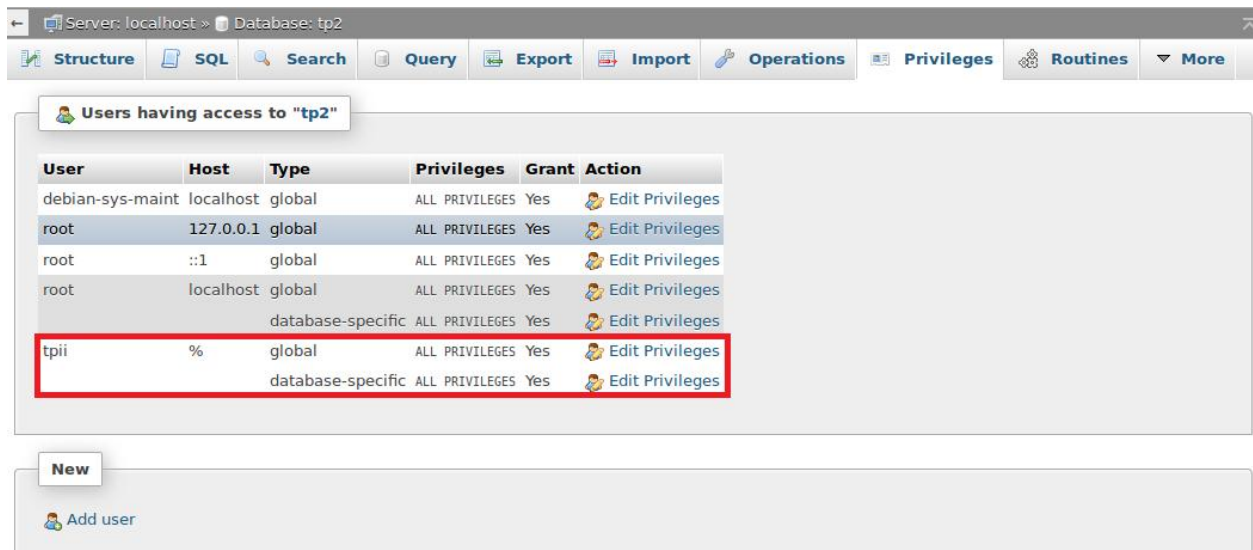 Server: localhost » Database: tp2
Structure SQL Search Query Export Import Operations Privileges Routines More
Users having access to "tp2"
User Host Type Privileges Grant Action
debian-sys-maint localhost global ALL PRIVILEGES Yes Edit Privileges
root 127.0.0.1 global ALL PRIVILEGES Yes Edit Privileges
root ::1 global ALL PRIVILEGES Yes Edit Privileges
root localhost global ALL PRIVILEGES Yes Edit Privileges
database-specific ALL PRIVILEGES Yes Edit Privileges
tpii % global ALL PRIVILEGES Yes Edit Privileges
database-specific ALL PRIVILEGES Yes Edit Privileges
New
Add user